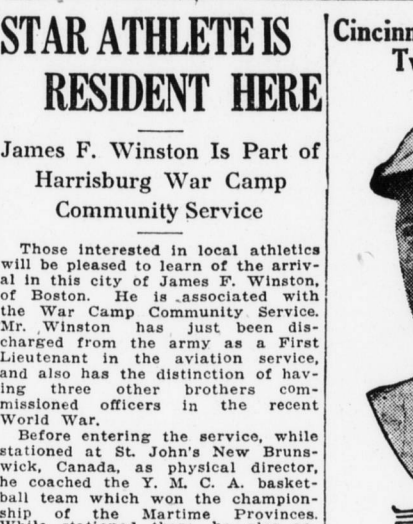 STAR ATHLETE IS
RESIDENT HERE
James F. Winston Is Part of
Harrisburg War Camp
Community Service
Those interested in local athletics
will be pleased to learn of the arriv-
al in this city of James F. Winston,
of Boston. He is associated with
the War Camp Community Service.
Mr. Winston has just been dis-
charged from the army as a First
Lieutenant in the aviation service,
and also has the distinction of hav-
ing three other brothers com-
missioned officers in the recent
World War.
Before entering the service, while
stationed at St. John's New Bruns-
wick, Canada, as physical director,
he coached the Y. M. C. A. basket-
ball team which won the champion-
ship of the Martime Provinces.
Cincinn
Tw